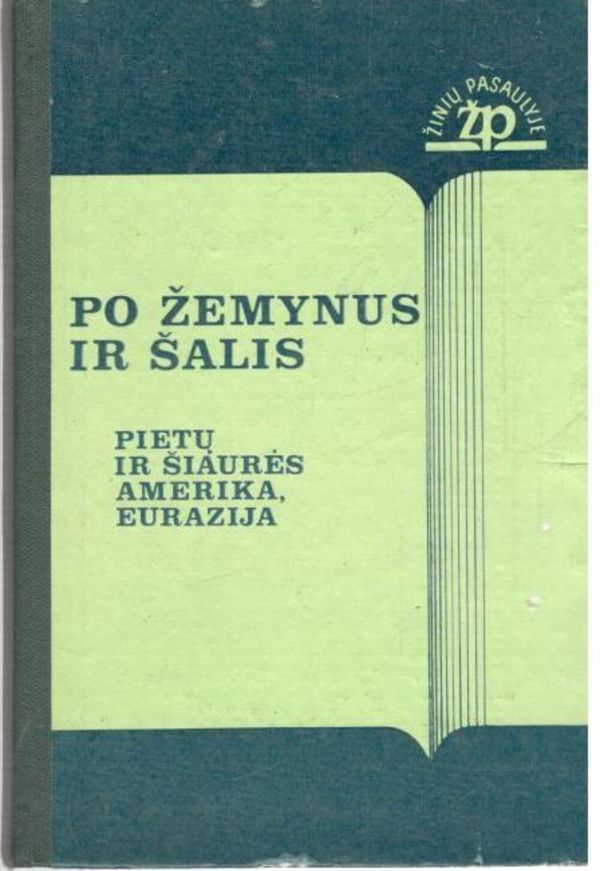 ŽINIŲ PASAULYJE
žp
PO ŽEMYNUS
IR ŠALIS
PIETŲ
IR ŠIAURĖS
AMERIKA,
EURAZIJA